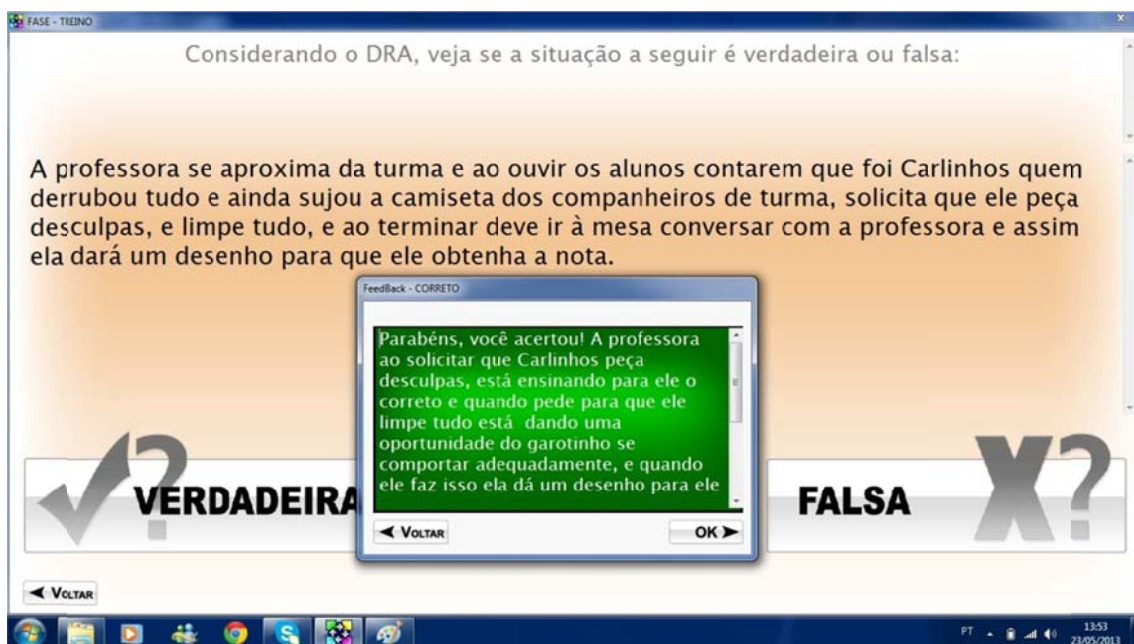 FASE - TREINO
Considerando o DRA, veja se a situação a seguir é verdadeira ou falsa:
A professora se aproxima da turma e ao ouvir os alunos contarem que foi Carlinhos quem
derrubou tudo e ainda sujou a camiseta dos companheiros de turma, solicita que ele peça
desculpas, e limpe tudo, e ao terminar deve ir à mesa conversar com a professora e assim
ela dará um desenho para que ele obtenha a nota.
FeedBack - CORRETO
Parabéns, você acertou! A professora
ao solicitar que Carlinhos peça
desculpas, está ensinando para ele o
correto e quando pede para que ele
limpe tudo está dando uma
oportunidade do garotinho se
comportar adequadamente, e quando
ele faz isso ela dá um desenho para ele
VOLTAR
OK
? VERDADEIRA
FALSA X?
VOLTAR
PT
13:53
23/05/2013